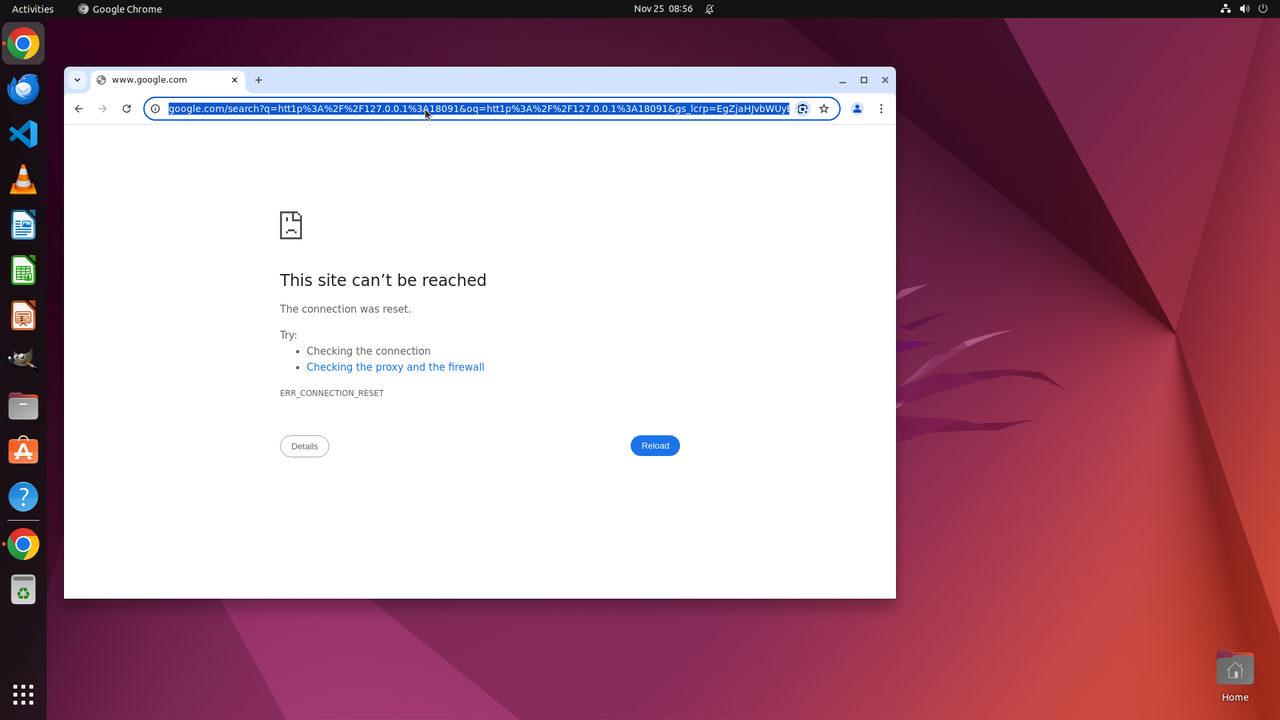 Activities
Google Chrome
Nov 25 08:56
www.google.com
google.com/search?q=htt1p%3A%2F%2F127.0.0.1%3A18091&oq=htt1p%3A%2F%2F127.0.0.1%3A18091&gs_lcrp=EgZjaHJvbWUy
This site can’t be reached
The connection was reset.
Try:
• Checking the connection
• Checking the proxy and the firewall
ERR_CONNECTION_RESET
Details
Reload
Home